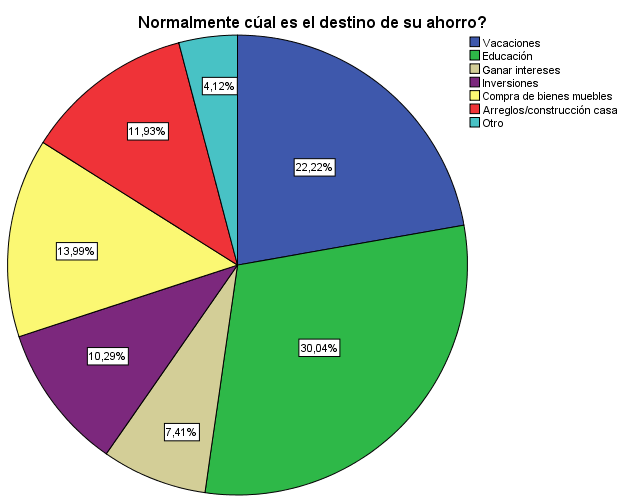 Normalmente cúal es el destino de su ahorro?
Vacaciones
Educación
Ganar intereses
Inversiones
Compra de bienes muebles
Arreglos/construcción casa
Otro
4,12%
11,93%
22,22%
13,99%
30,04%
10,29%
7,41%